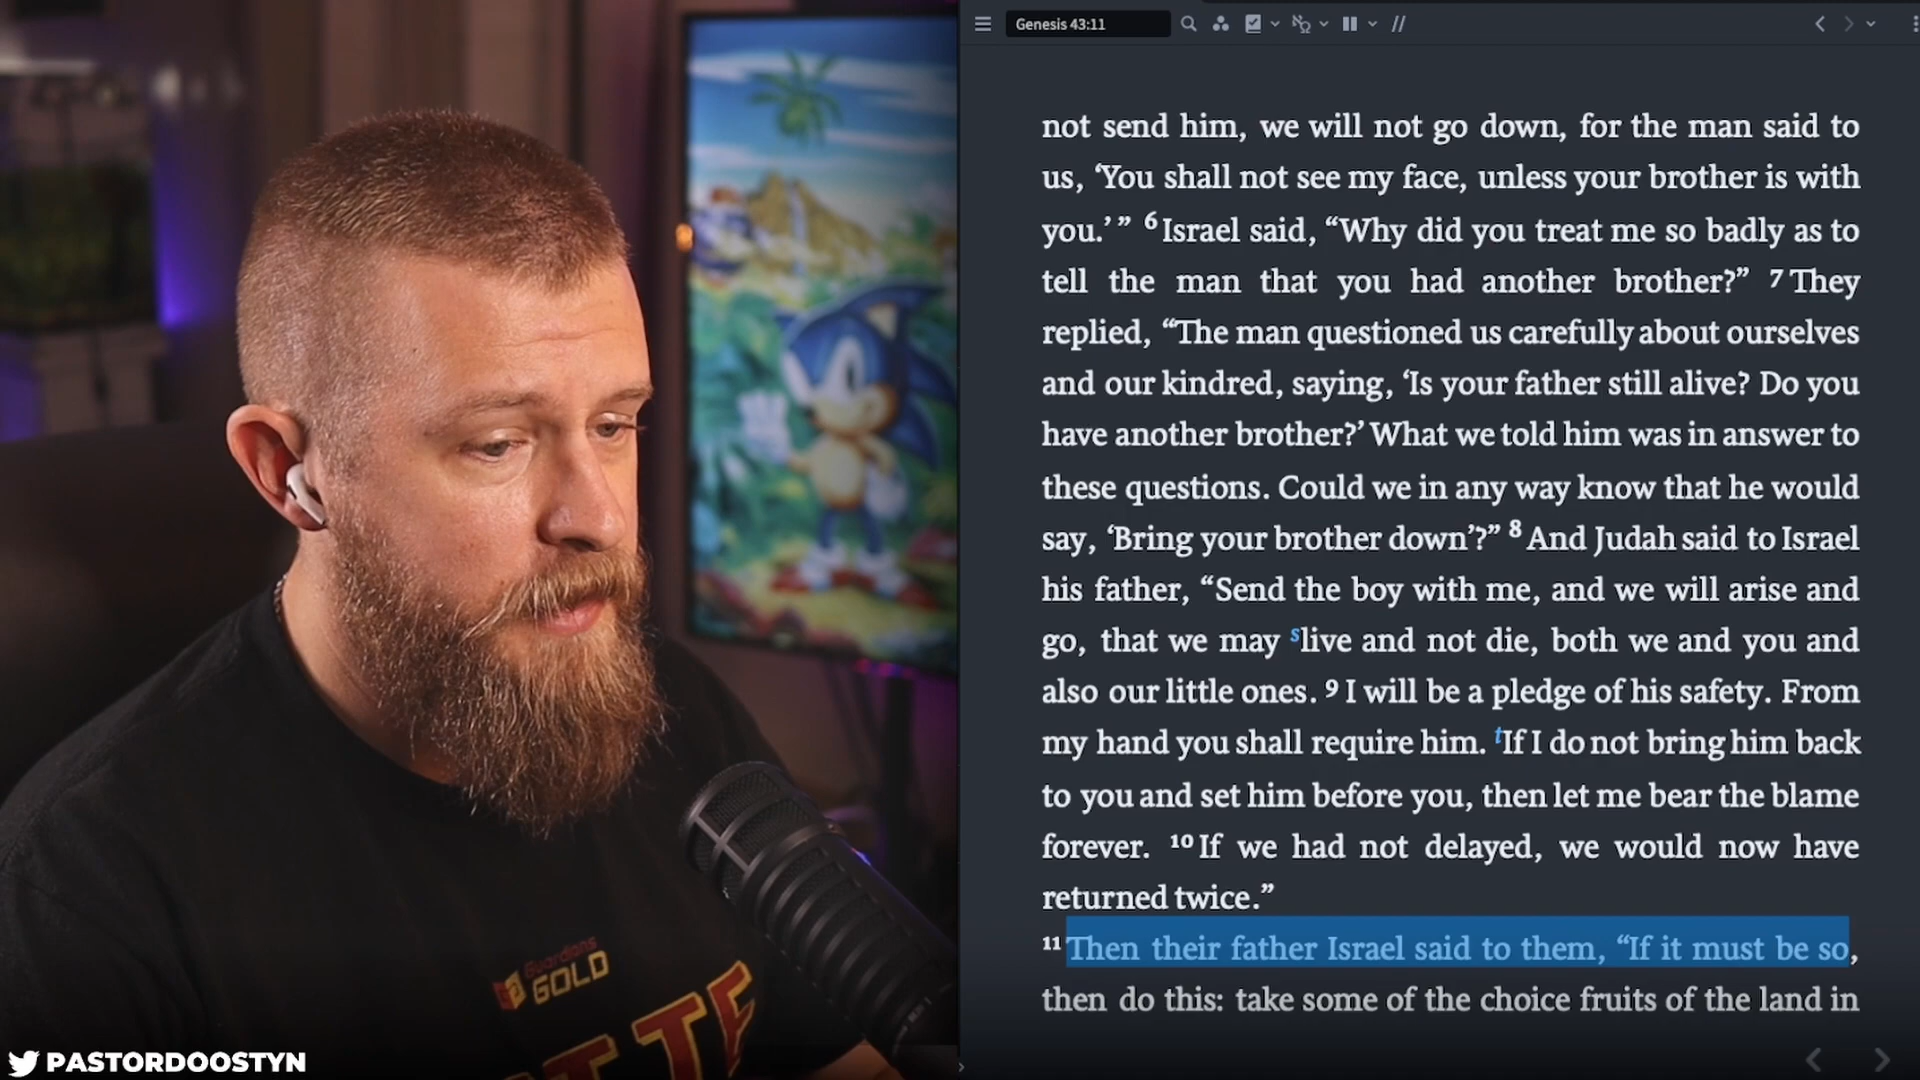 Genesis 43:11
not send him, we will not go down, for the man said to
us, ‘You shall not see my face, unless your brother is with
you.’ ” 6 Israel said, “Why did you treat me so badly as to
tell the man that you had another brother?” 7 They
replied, “The man questioned us carefully about ourselves
and our kindred, saying, ‘Is your father still alive? Do you
have another brother?’ What we told him was in answer to
these questions. Could we in any way know that he would
say, ‘Bring your brother down’?” 8 And Judah said to Israel
his father, “Send the boy with me, and we will arise and
go, that we may s live and not die, both we and you and
also our little ones. 9 I will be a pledge of his safety. From
my hand you shall require him. t If I do not bring him back
to you and set him before you, then let me bear the blame
forever. 10 If we had not delayed, we would now have
returned twice.”
11 Then their father Israel said to them, “If it must be so,
then do this: take some of the choice fruits of the land in
Guardians
GOLD
PASTORDOOSTYN